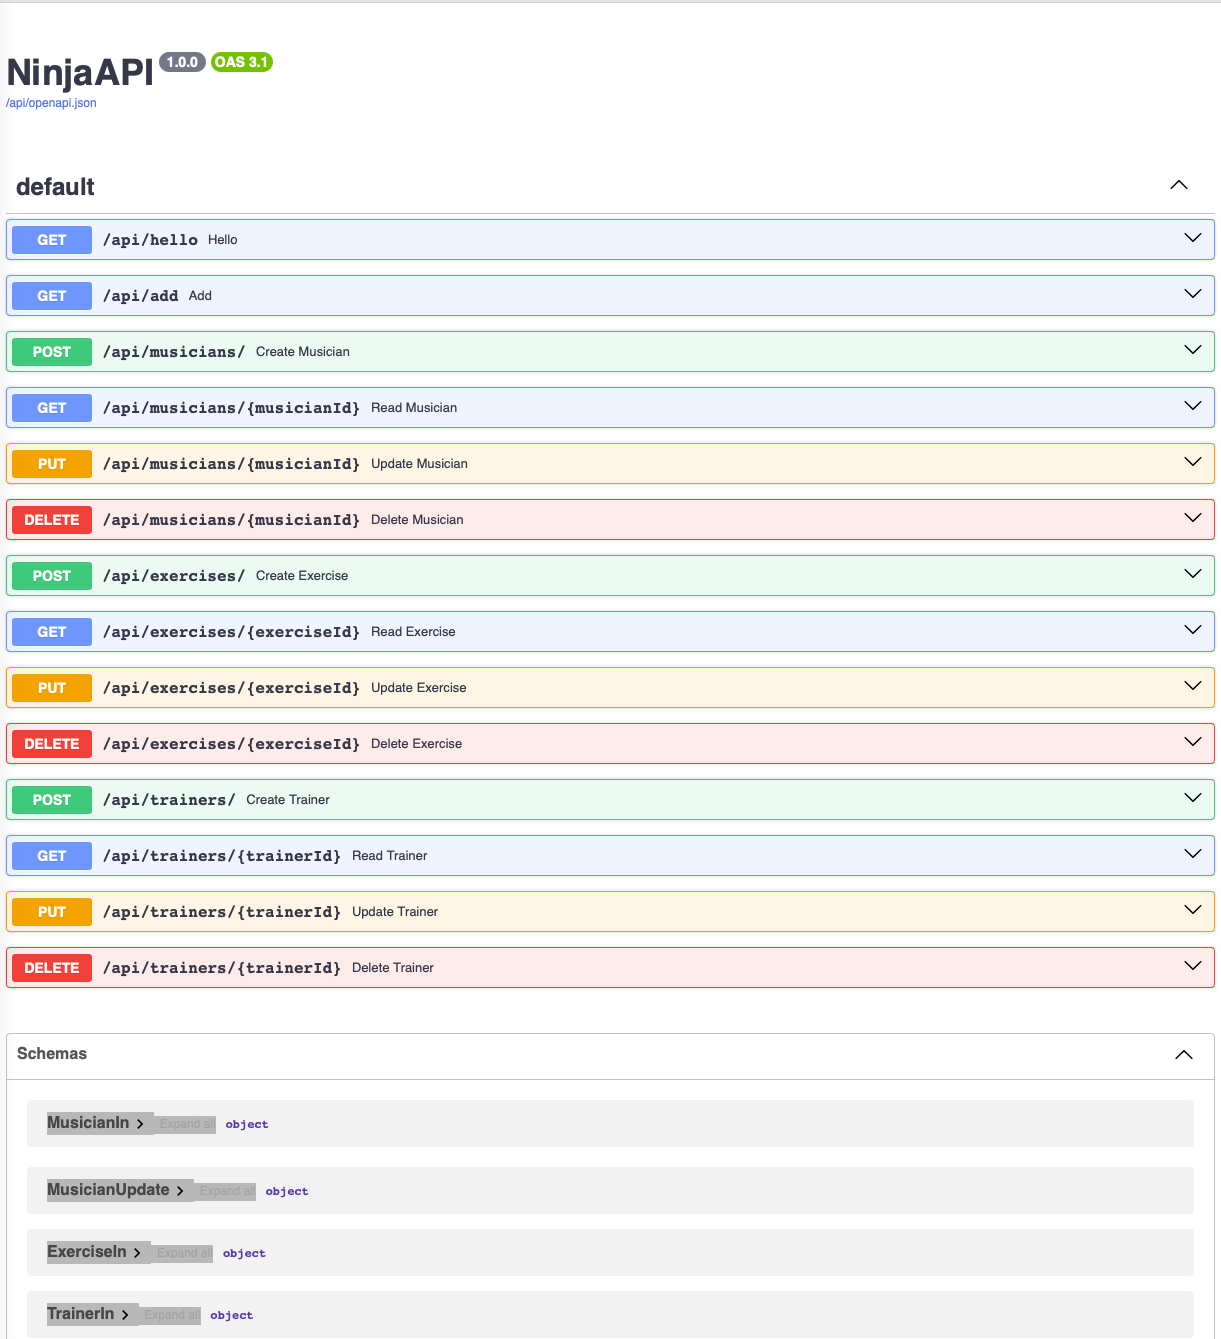 NinjaAPI 1.0.0 OAS 3.1
/api/openapi.json
default
GET /api/hello Hello
GET /api/add Add
POST /api/musicians/ Create Musician
GET /api/musicians/{musicianId} Read Musician
PUT /api/musicians/{musicianId} Update Musician
DELETE /api/musicians/{musicianId} Delete Musician
POST /api/exercises/ Create Exercise
GET /api/exercises/{exerciseId} Read Exercise
PUT /api/exercises/{exerciseId} Update Exercise
DELETE /api/exercises/{exerciseId} Delete Exercise
POST /api/trainers/ Create Trainer
GET /api/trainers/{trainerId} Read Trainer
PUT /api/trainers/{trainerId} Update Trainer
DELETE /api/trainers/{trainerId} Delete Trainer
Schemas
MusicianIn Expand all object
MusicianUpdate Expand all object
ExerciseIn Expand all object
TrainerIn Expand all object